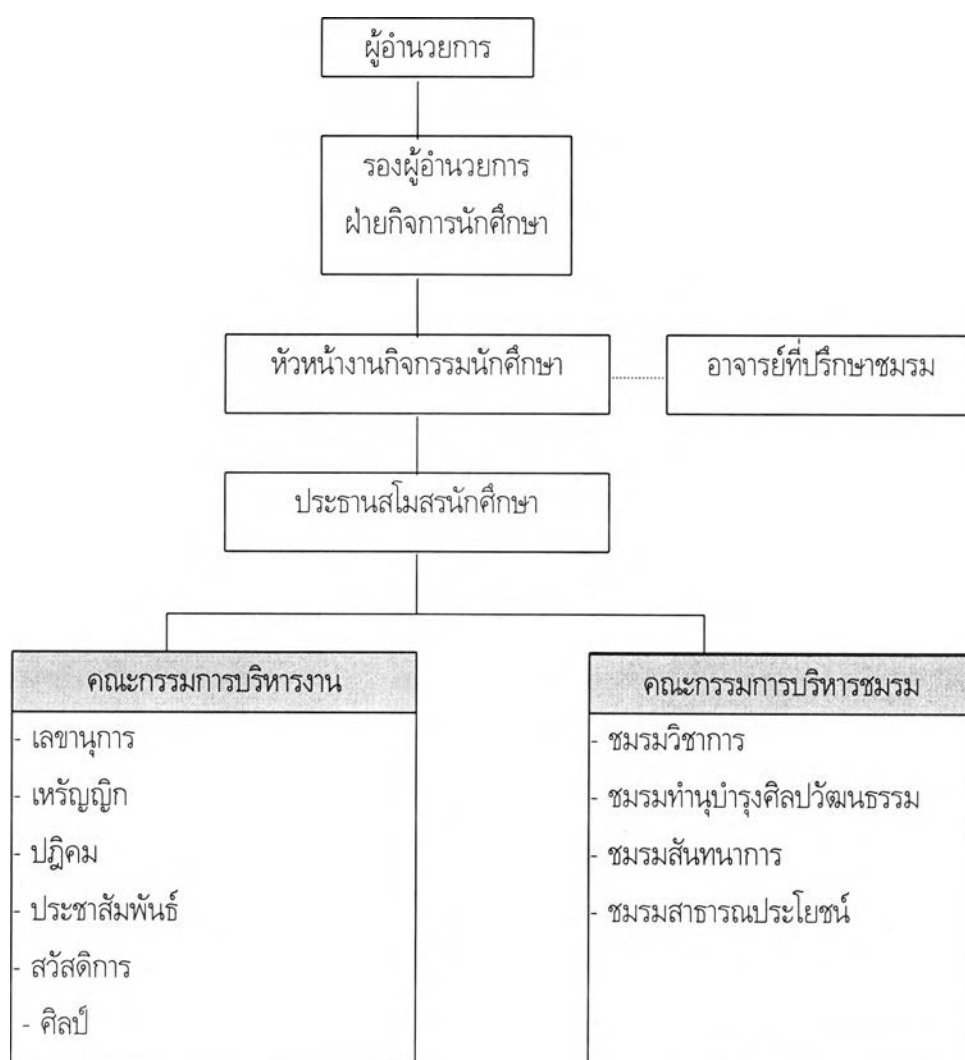 ผู้อำนวยการ
รองผู้อำนวยการ
ฝ่ายกิจการนักศึกษา
หัวหน้างานกิจกรรมนักศึกษา
อาจารย์ที่ปรึกษาชมรม
ประธานสโมสรนักศึกษา
คณะกรรมการบริหารงาน
- เลขานุการ
- เหรัญญิก
- ปฎิคม
- ประชาสัมพันธ์
- สวัสดิการ
- ศิลป์
คณะกรรมการบริหารชมรม
- ชมรมวิชาการ
- ชมรมทำนุบำรุงศิลปวัฒนธรรม
- ชมรมสันทนาการ
- ชมรมสาธารณประโยชน์